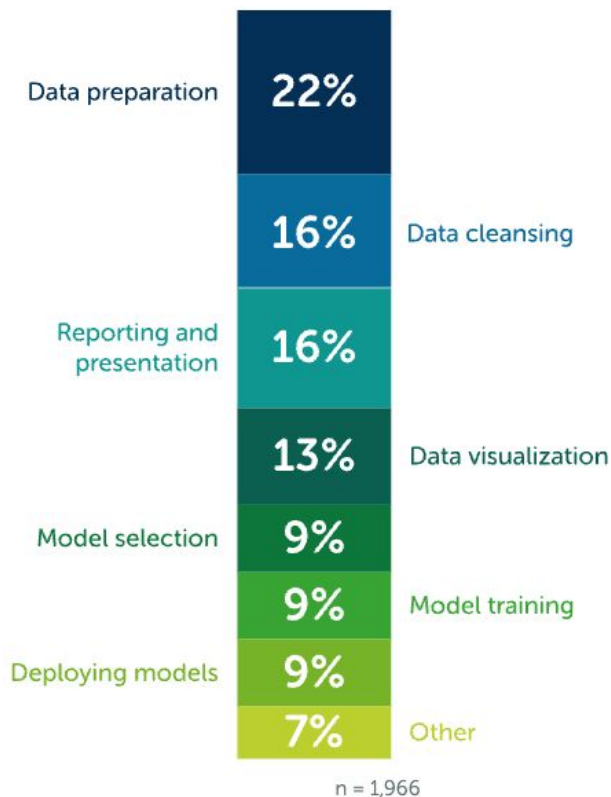 Data preparation
22%
16%
Data cleansing
Reporting and
presentation
16%
13%
Data visualization
Model selection
9%
9%
Model training
Deploying models
9%
7%
Other
n = 1,966